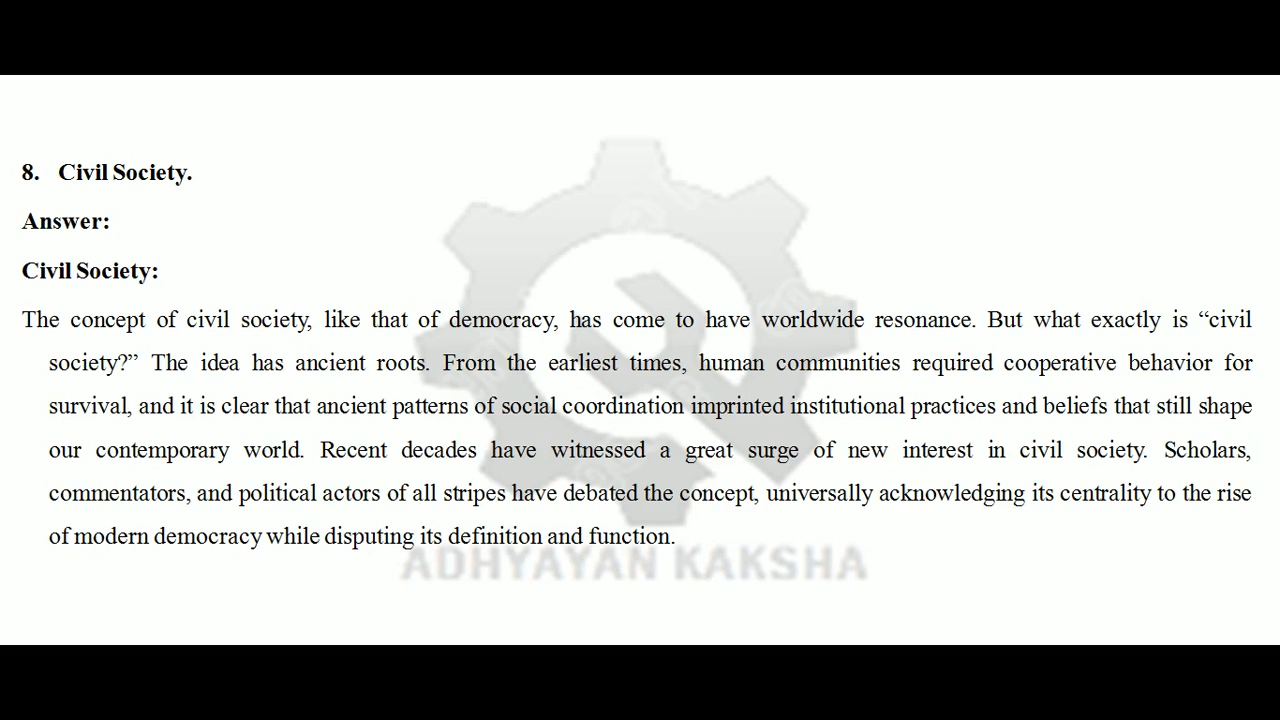 8. Civil Society.
Answer:
Civil Society:
The concept of civil society, like that of democracy, has come to have worldwide resonance. But what exactly is “civil
society?” The idea has ancient roots. From the earliest times, human communities required cooperative behavior for
survival, and it is clear that ancient patterns of social coordination imprinted institutional practices and beliefs that still shape
our contemporary world. Recent decades have witnessed a great surge of new interest in civil society. Scholars,
commentators, and political actors of all stripes have debated the concept, universally acknowledging its centrality to the rise
of modern democracy while disputing its definition and function.
ADHYAYAN KAKSHA